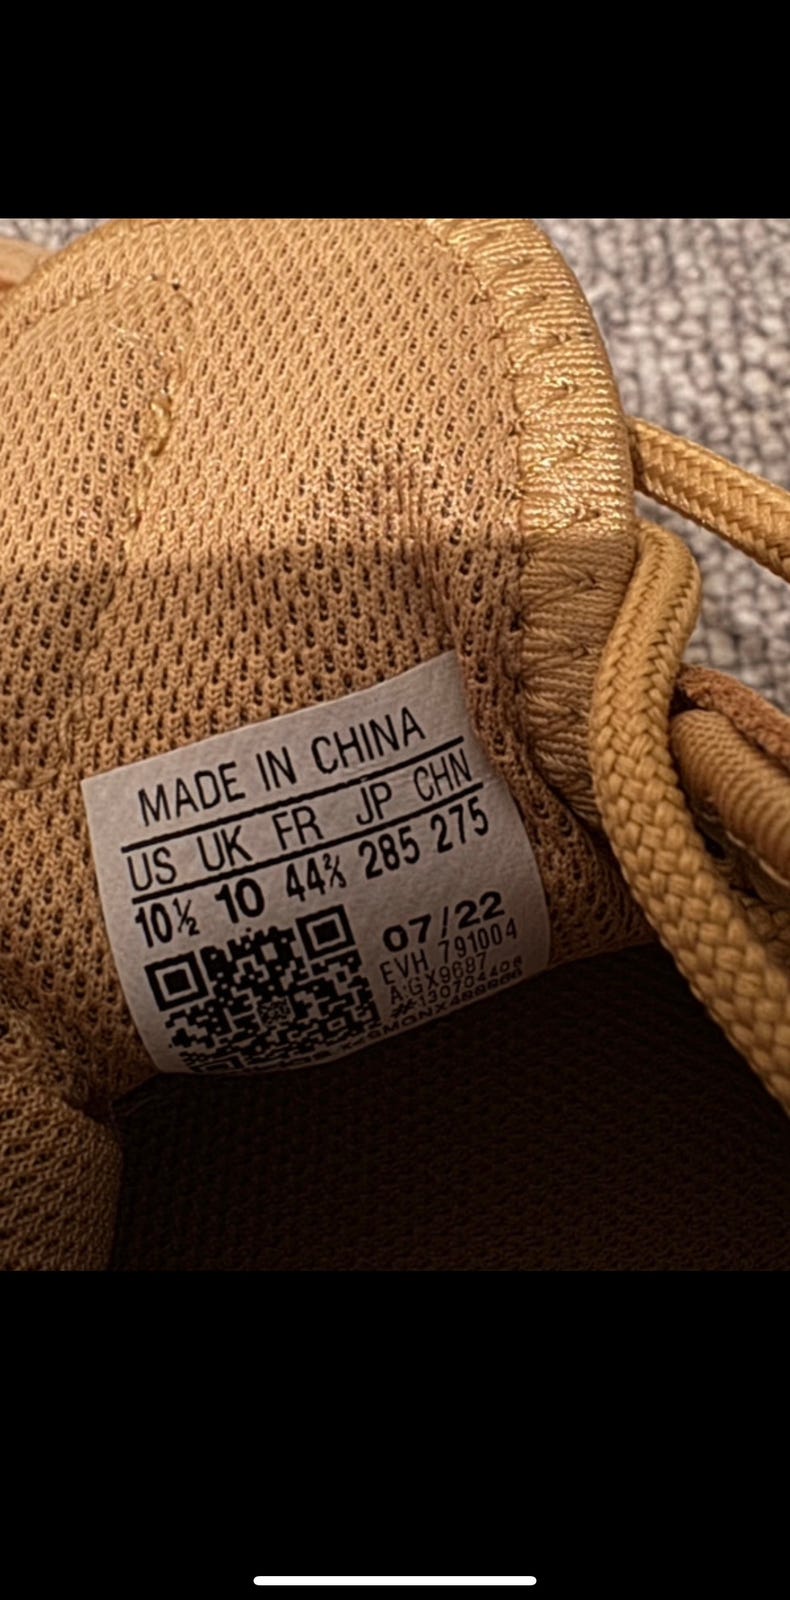 MADE IN CHINA
US UK FR JP CHN
10½ 10 44⅔ 285 275
07/22
EVH 791004